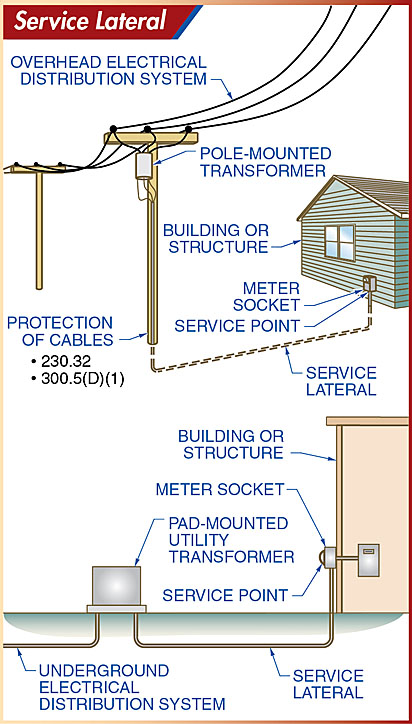 Service Lateral
OVERHEAD ELECTRICAL
DISTRIBUTION SYSTEM
POLE-MOUNTED
TRANSFORMER
BUILDING OR
STRUCTURE
METER
SOCKET
SERVICE POINT
PROTECTION
OF CABLES
• 230.32
• 300.5(D)(1)
SERVICE
LATERAL
BUILDING OR
STRUCTURE
METER SOCKET
PAD-MOUNTED
UTILITY
TRANSFORMER
SERVICE POINT
UNDERGROUND
ELECTRICAL
DISTRIBUTION SYSTEM
SERVICE
LATERAL